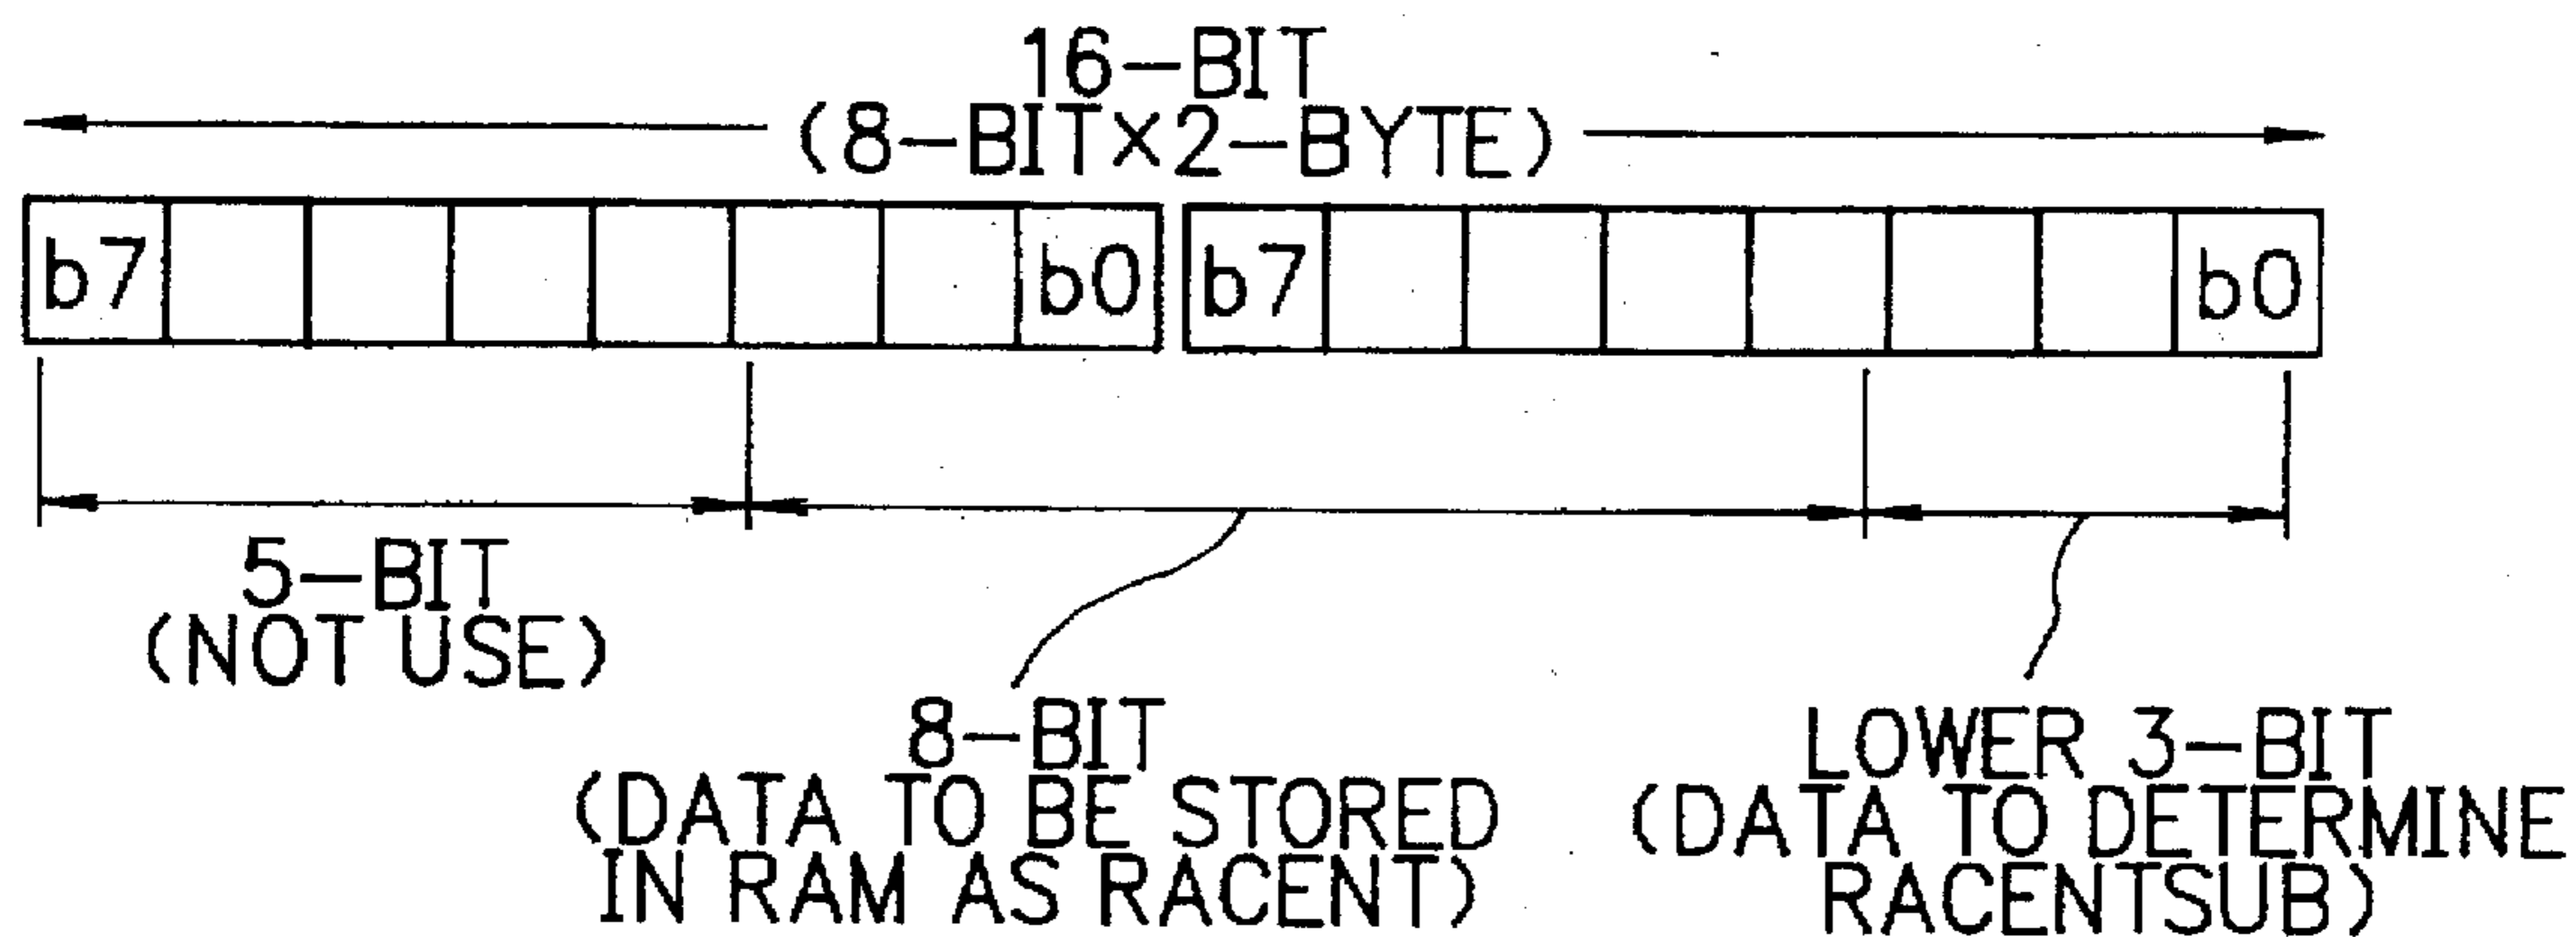 16-BIT
(8-BIT×2-BYTE)
b7 b0 b7 b0
5-BIT
(NOT USE)
8-BIT
(DATA TO BE STORED
IN RAM AS RACENT)
LOWER 3-BIT
(DATA TO DETERMINE
RACENTSUB)